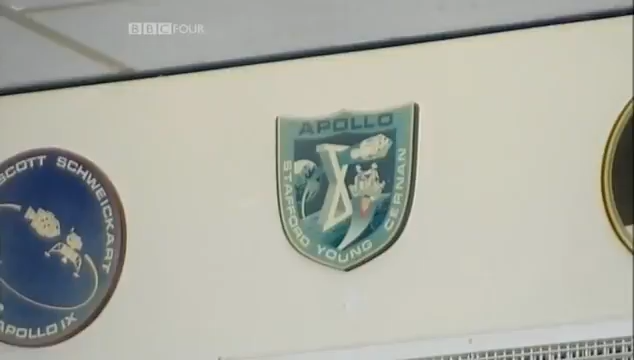 BBC FOUR
SCOTT SCHWEICKART
APOLLO IX
APOLLO
X
STAFFORD YOUNG CERNAN